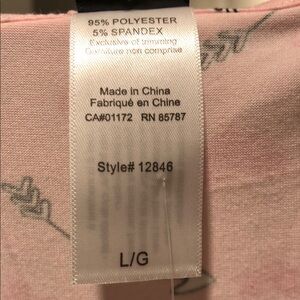 95% POLYESTER
5% SPANDEX
Exclusive of trimming
Garniture non comprise
Made in China
Fabriqué en Chine
CA#01172 RN 85787
Style# 12846
L/G